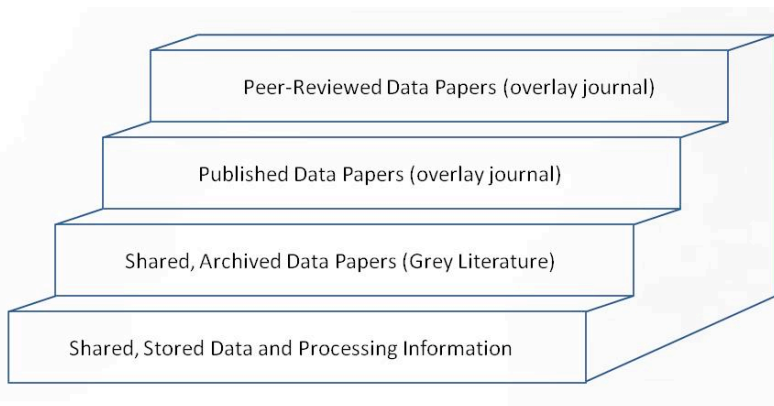 Peer-Reviewed Data Papers (overlay journal)
Published Data Papers (overlay journal)
Shared, Archived Data Papers (Grey Literature)
Shared, Stored Data and Processing Information